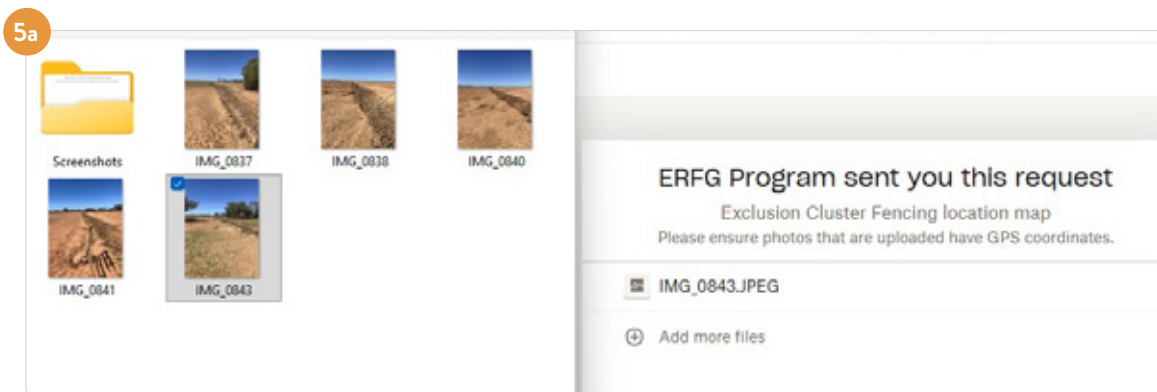 5a
Screenshots
IMG_0837
IMG_0838
IMG_0840
IMG_0841
IMG_0843
ERFG Program sent you this request
Exclusion Cluster Fencing location map
Please ensure photos that are uploaded have GPS coordinates.
IMG_0843.JPEG
Add more files